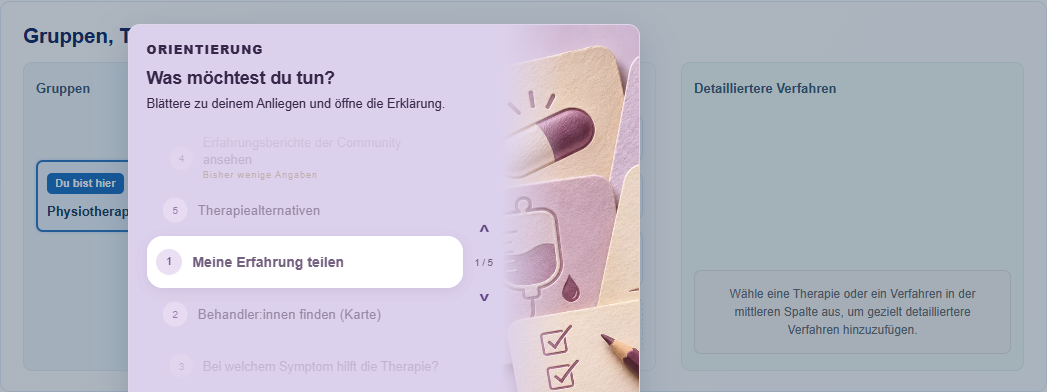 Gruppen, T
Gruppen
Du bist hier
Physiotherap
ORIENTIERUNG
Was möchtest du tun?
Blättere zu deinem Anliegen und öffne die Erklärung.
4
Erfahrungsberichte der Community
ansehen
Bisher wenige Angaben
5 Therapiealternativen
1 Meine Erfahrung teilen
1 / 5
2 Behandler:innen finden (Karte)
3 Bei welchem Symptom hilft die Therapie?
Detailliertere Verfahren
Wähle eine Therapie oder ein Verfahren in der
mittleren Spalte aus, um gezielt detailliertere
Verfahren hinzuzufügen.